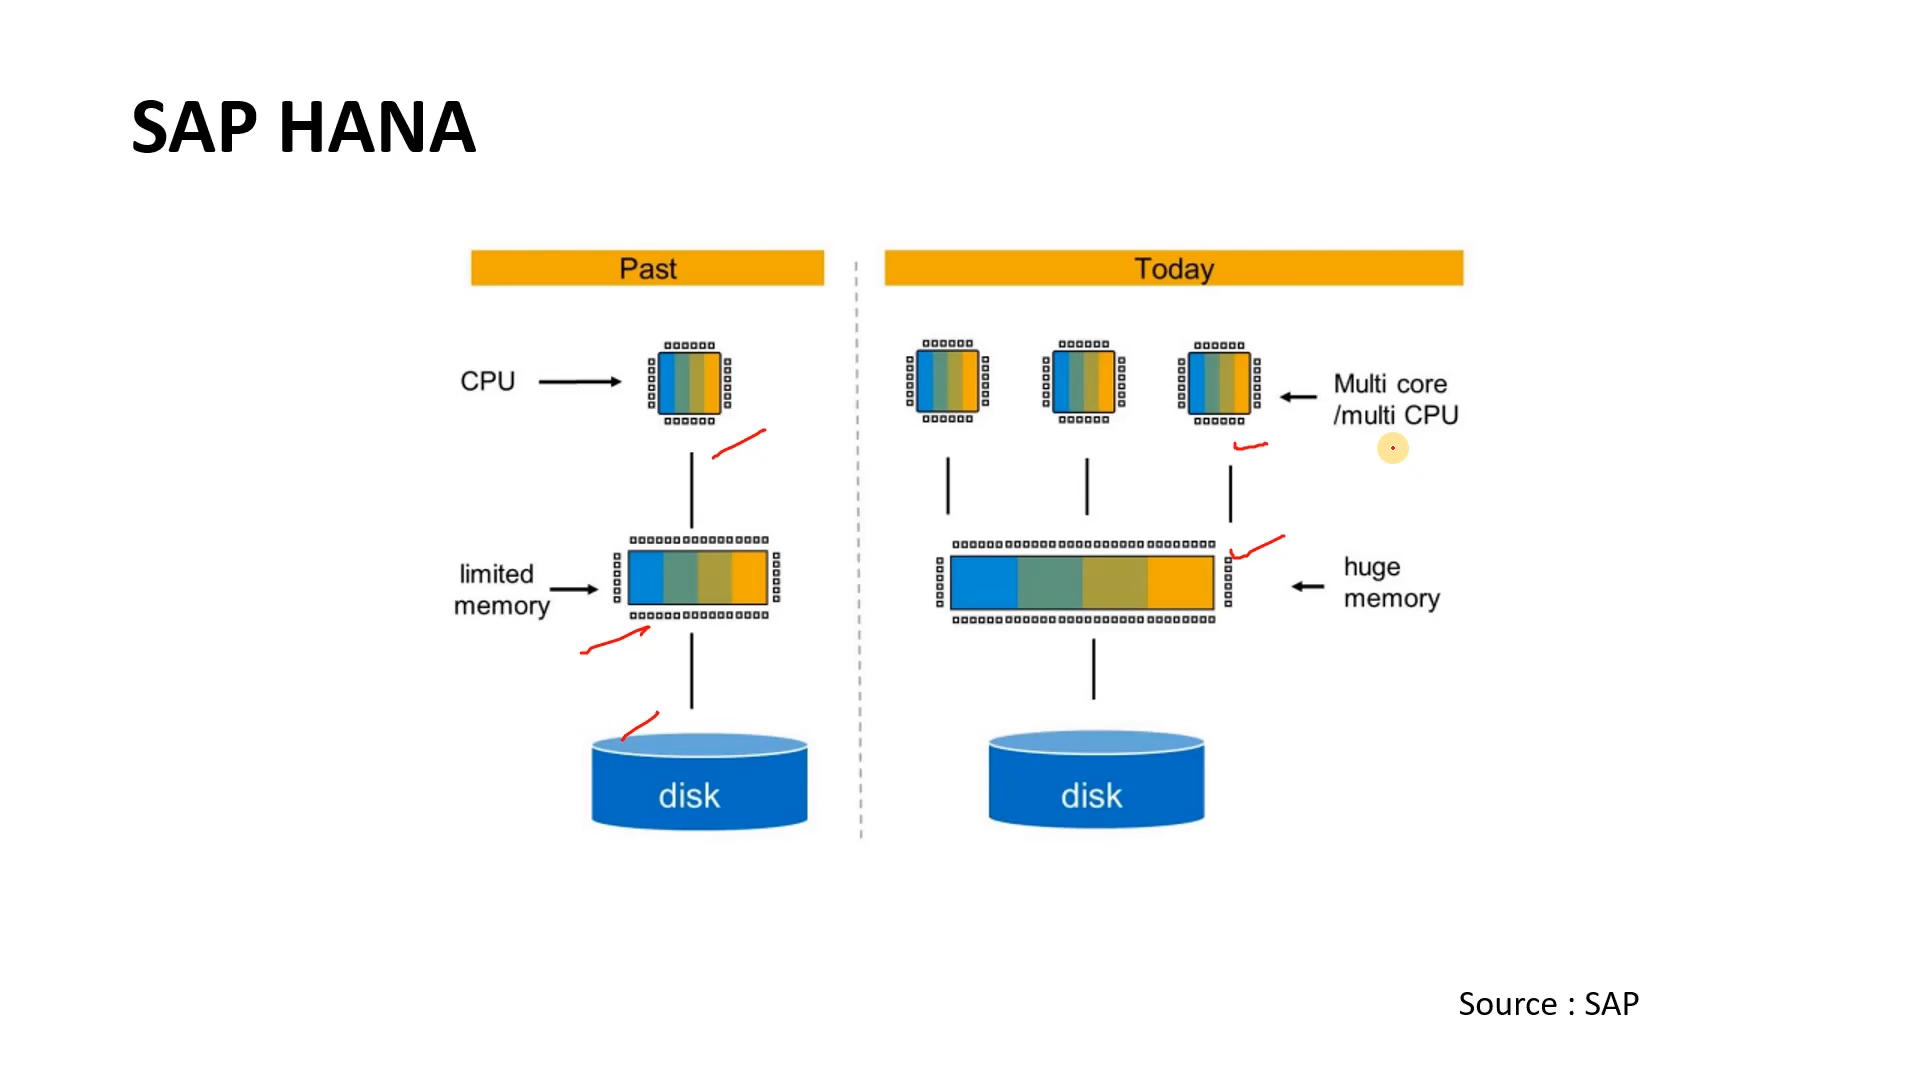 SAP HANA
Past
Today
CPU
Multi core
/multi CPU
limited
memory
huge
memory
disk
disk
Source : SAP